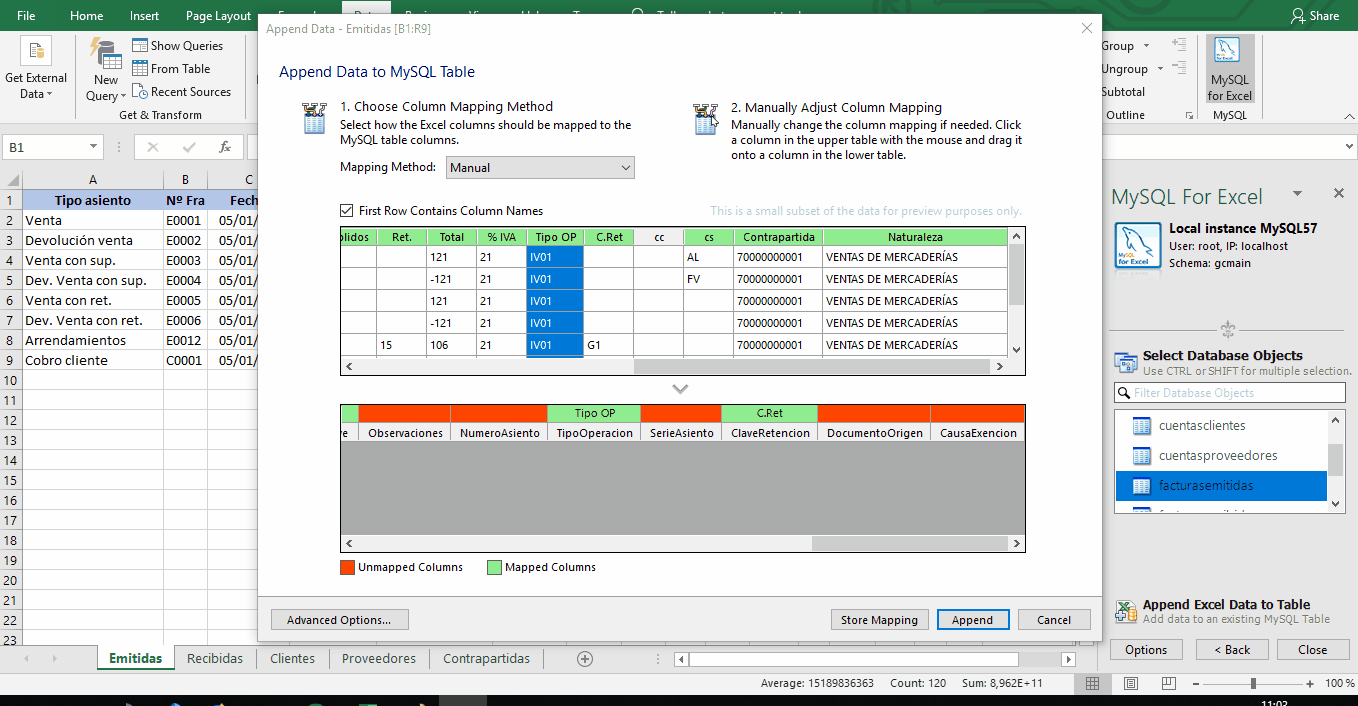 File Home Insert Page Layout Share
Append Data - Emitidas [B1:R9]
Get External
Data
New
Query
Show Queries
From Table
Recent Sources
Get & Transform
Group
Ungroup
Subtotal
Outline
MySQL
for Excel
MySQL
B1
fx
A B C
1 Tipo asiento Nº Fra Fech
2 Venta E0001 05/01/
3 Devolución venta E0002 05/01/
4 Venta con sup. E0003 05/01/
5 Dev. Venta con sup. E0004 05/01/
6 Venta con ret. E0005 05/01/
7 Dev. Venta con ret. E0006 05/01/
8 Arrendamientos E0012 05/01/
9 Cobro cliente C0001 05/01/
10
11
12
13
14
15
16
17
18
19
20
21
22
23
Append Data to MySQL Table
1. Choose Column Mapping Method
Select how the Excel columns should be mapped to the
MySQL table columns.
Mapping Method: Manual
2. Manually Adjust Column Mapping
Manually change the column mapping if needed. Click
a column in the upper table with the mouse and drag it
onto a column in the lower table.
First Row Contains Column Names
This is a small subset of the data for preview purposes only.
olidos Ret. Total % IVA Tipo OP C.Ret cc cs Contrapartida Naturaleza
121 21 IV01 AL 70000000001 VENTAS DE MERCADERÍAS
-121 21 IV01 FV 70000000001 VENTAS DE MERCADERÍAS
121 21 IV01 70000000001 VENTAS DE MERCADERÍAS
-121 21 IV01 70000000001 VENTAS DE MERCADERÍAS
15 106 21 IV01 G1 70000000001 VENTAS DE MERCADERÍAS
Tipo OP C.Ret
ve Observaciones NumeroAsiento TipoOperacion SerieAsiento ClaveRetencion DocumentoOrigen CausaExencion
Unmapped Columns Mapped Columns
Advanced Options... Store Mapping Append Cancel
MySQL For Excel
Local instance MySQL57
User: root, IP: localhost
Schema: gcmain
Select Database Objects
Use CTRL or SHIFT for multiple selection.
Filter Database Objects
cuentasclientes
cuentasproveedores
facturasemitidas
Append Excel Data to Table
Add data to an existing MySQL Table
Options < Back Close
Emitidas Recibidas Clientes Proveedores Contrapartidas
Average: 15189836363 Count: 120 Sum: 8,962E+11 100 %